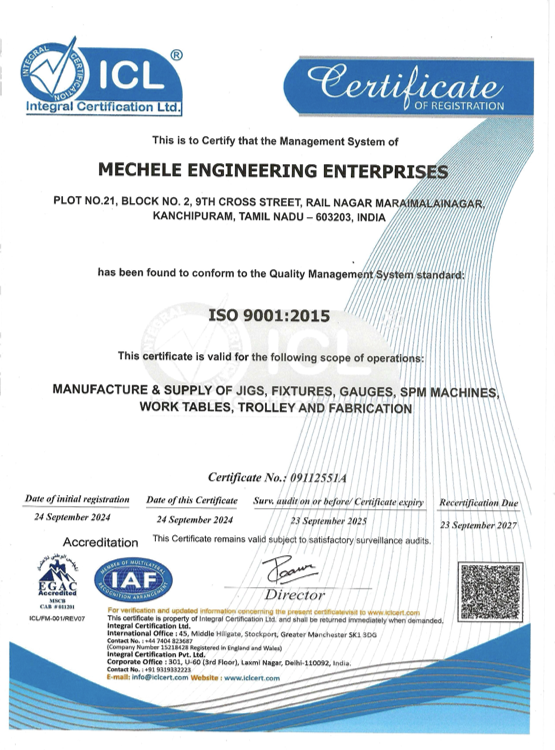 INTEGRAL CERTIFICATION
ICL ®
Integral Certification Ltd.
Certificate
OF REGISTRATION
This is to Certify that the Management System of
MECHELE ENGINEERING ENTERPRISES
PLOT NO.21, BLOCK NO. 2, 9TH CROSS STREET, RAIL NAGAR MARAIMALAINAGAR,
KANCHIPURAM, TAMIL NADU – 603203, INDIA
has been found to conform to the Quality Management System standard:
ISO 9001:2015
ICL
This certificate is valid for the following scope of operations:
MANUFACTURE & SUPPLY OF JIGS, FIXTURES, GAUGES, SPM MACHINES,
WORK TABLES, TROLLEY AND FABRICATION
Certificate No.: 09112551A
Date of initial registration Date of this Certificate Surv. audit on or before/ Certificate expiry Recertification Due
24 September 2024 24 September 2024 23 September 2025 23 September 2027
Accreditation This Certificate remains valid subject to satisfactory surveillance audits.
EGAC
Accredited
MSCB
CAB # 011201
MEMBER OF MULTILATERAL
IAF
RECOGNITION ARRANGEMENT
Director
ICL/FM-001/REV07
For verification and updated information concerning the present certificatevisit to www.iclcert.com
This certificate is property of Integral Certification Ltd. and shall be returned immediately when demanded.
Integral Certification Ltd.
International Office : 45, Middle Hillgate, Stockport, Greater Manchester SK1 3DG
Contact No. : +44 7404 823687
(Company Number 15218428 Registered in England and Wales)
Integral Certification Pvt. Ltd.
Corporate Office : 301, U-60 (3rd Floor), Laxmi Nagar, Delhi-110092, India.
Contact No. : +91 9319332223
E-mail: info@iclcert.com Website : www.iclcert.com